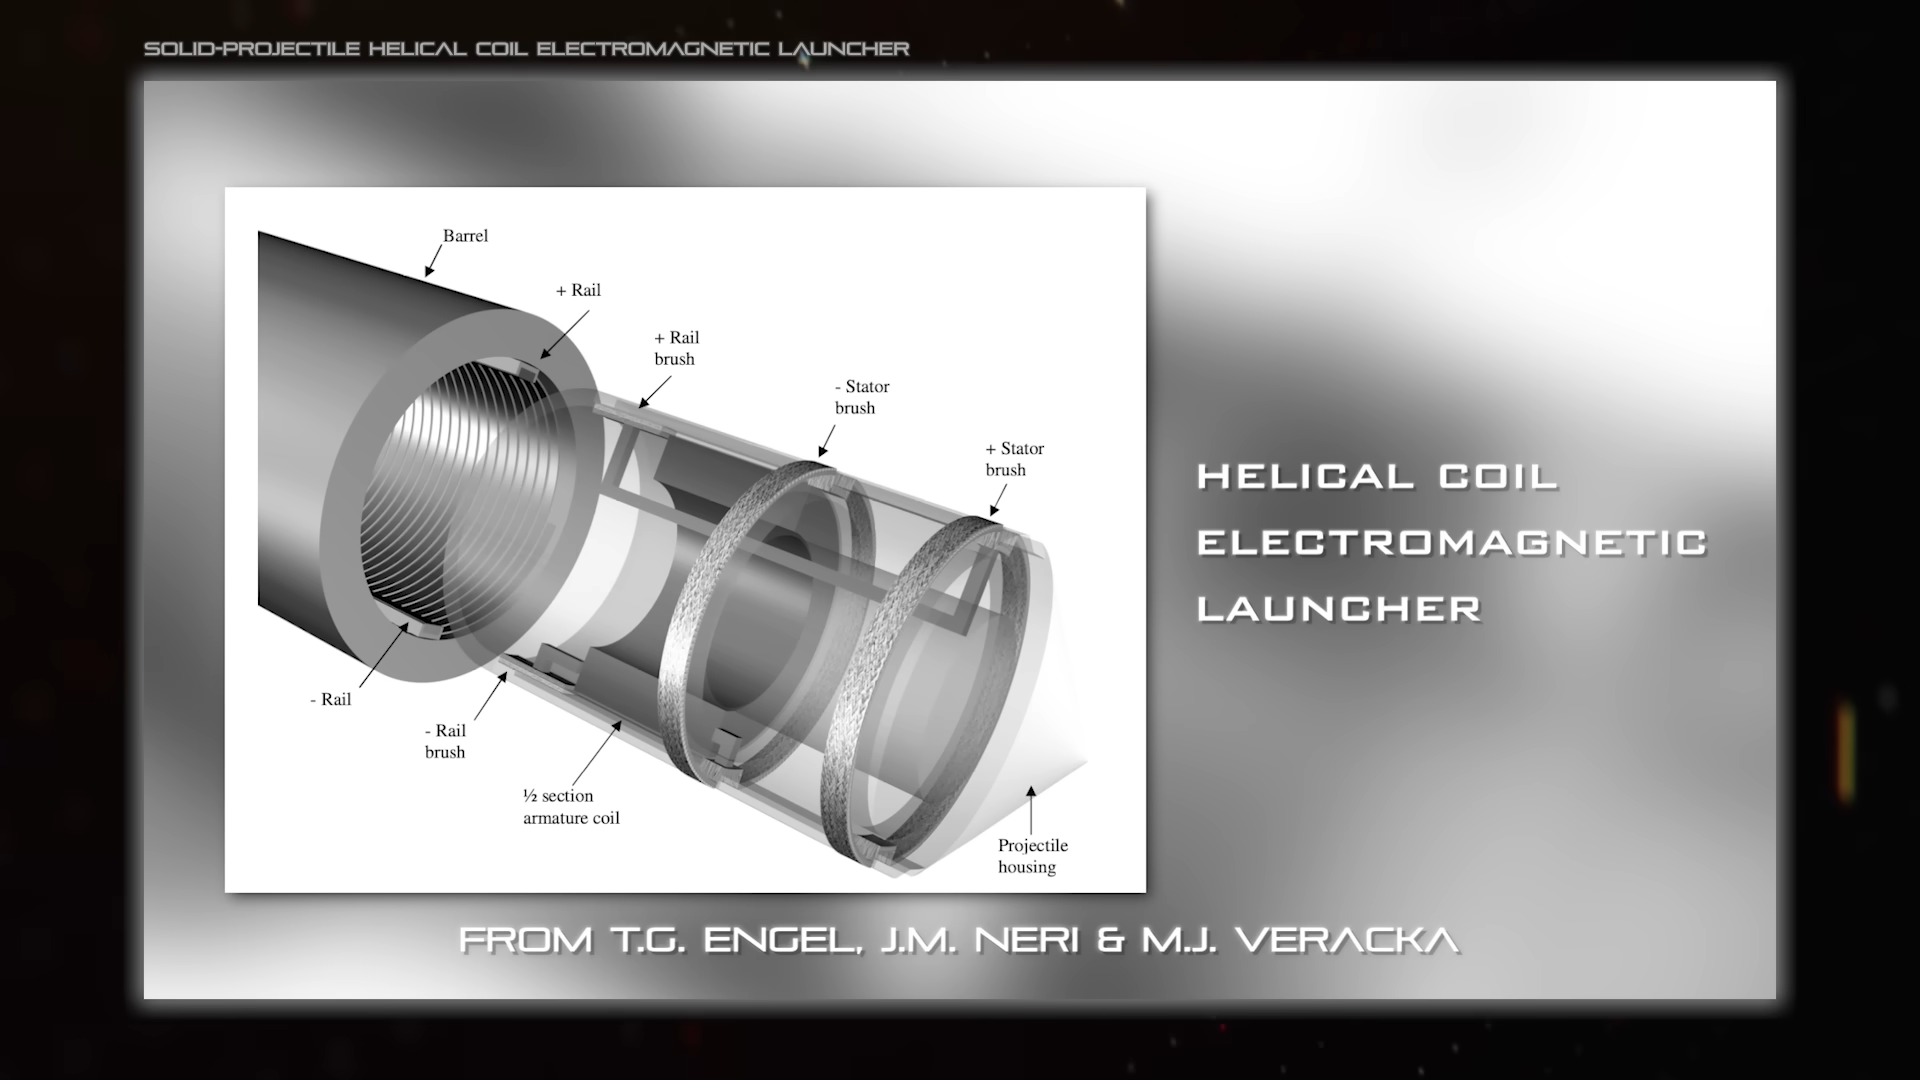 SOLID-PROJECTILE HELICAL COIL ELECTROMAGNETIC LAUNCHER
Barrel
+ Rail
+ Rail
brush
- Stator
brush
+ Stator
brush
- Rail
- Rail
brush
½ section
armature coil
Projectile
housing
HELICAL COIL
ELECTROMAGNETIC
LAUNCHER
FROM T.G. ENGEL, J.M. NERI & M.J. VERACKA